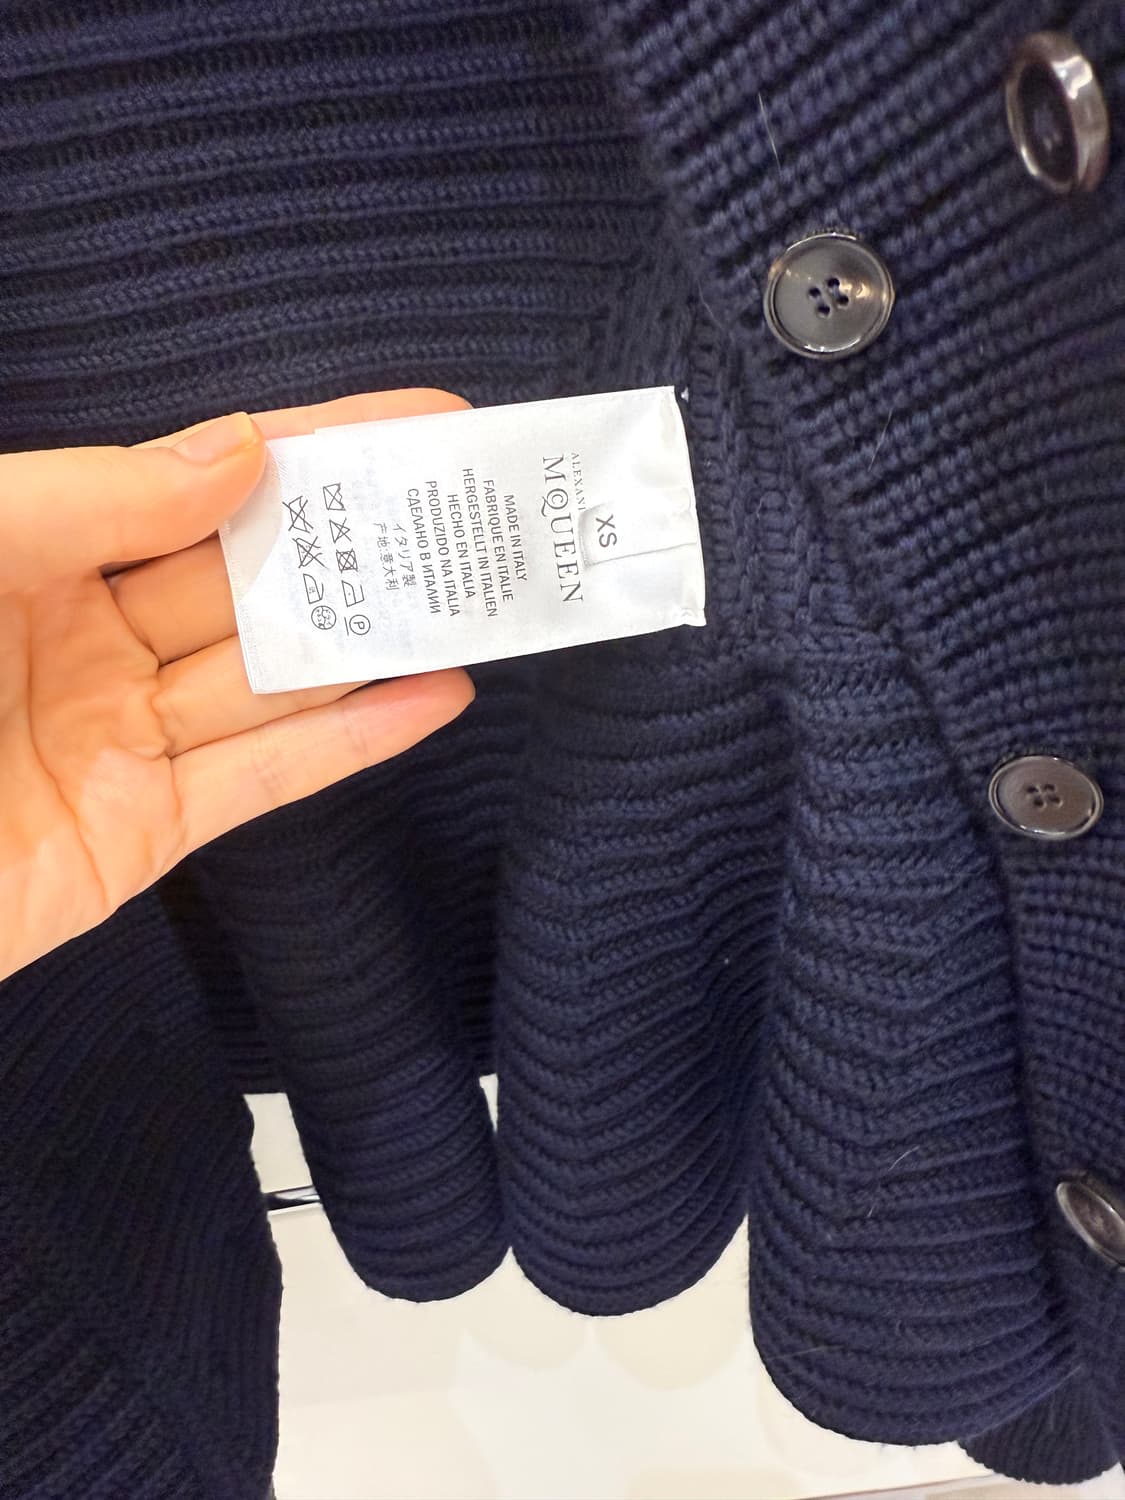 XS
ALEXAN
McQUEEN
MADE IN ITALY
FABRIQUE EN ITALIE
HERGESTELLT IN ITALIEN
HECHO EN ITALIA
PRODUZIDO NA ITALIA
СДЕЛАНО В ИТАЛИИ
イタリア製
产地:意大利
P